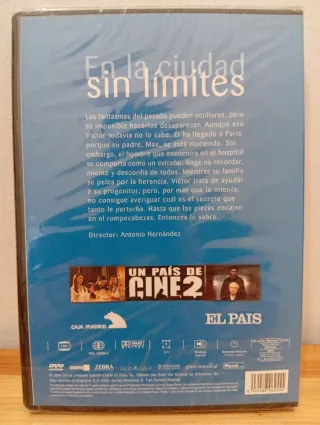 En la ciudad
sin límites
Los fantasmas del pasado pueden ocultarse, pero
es imposible hacerlos desaparecer. Aunque eso
Víctor todavía no lo sabe. Él ha llegado a París
porque su padre, Max, se está muriendo. Sin
embargo, el hombre que encuentra en el hospital
se comporta como un extraño: finge no recordar,
miente y desconfía de todos. Mientras su familia
se pelea por la herencia, Víctor trata de ayudar
a su progenitor, pero, por más que lo intenta, no
consigue averiguar cuál es el secreto que
tanto le perturba. Hasta que las piezas encajen
en el rompecabezas. Entonces lo sabrá.
Director: Antonio Hernández
UN PAÍS DE
CINE 2
CAJA MADRID
EL PAIS
DVD
ZEBRA